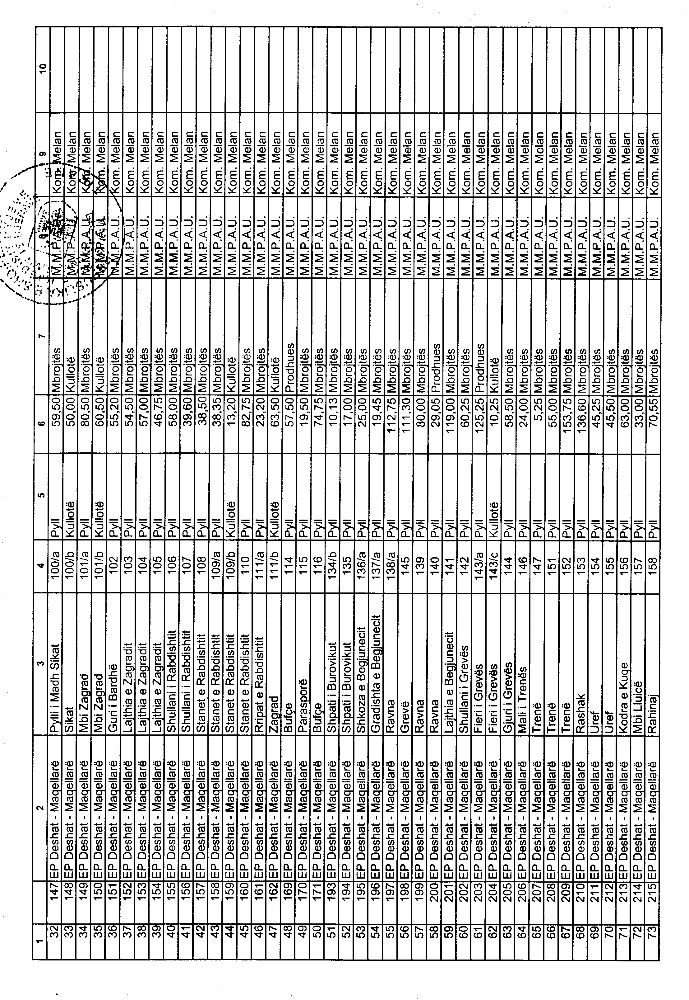 1 2 3 4 5 6 7 8 9 10
32 147 EP Deshat - Maqellarë Pylli i Madh Sikat 100/a Pyll 59,50 Mbrojtës M.M.P.A.U. Kom. Melan
33 148 EP Deshat - Maqellarë Sikat 100/b Kullotë 50,00 Kullotë M.M.P.A.U. Kom. Melan
34 149 EP Deshat - Maqellarë Mbi Zagrad 101/a Pyll 80,50 Mbrojtës M.M.P.A.U. Kom. Melan
35 150 EP Deshat - Maqellarë Mbi Zagrad 101/b Kullotë 60,50 Kullotë M.M.P.A.U. Kom. Melan
36 151 EP Deshat - Maqellarë Guri i Bardhë 102 Pyll 55,20 Mbrojtës M.M.P.A.U. Kom. Melan
37 152 EP Deshat - Maqellarë Lajthia e Zagradit 103 Pyll 54,50 Mbrojtës M.M.P.A.U. Kom. Melan
38 153 EP Deshat - Maqellarë Lajthia e Zagradit 104 Pyll 57,00 Mbrojtës M.M.P.A.U. Kom. Melan
39 154 EP Deshat - Maqellarë Lajthia e Zagradit 105 Pyll 46,75 Mbrojtës M.M.P.A.U. Kom. Melan
40 155 EP Deshat - Maqellarë Shullani i Rabdishtit 106 Pyll 58,00 Mbrojtës M.M.P.A.U. Kom. Melan
41 156 EP Deshat - Maqellarë Shullani i Rabdishtit 107 Pyll 39,60 Mbrojtës M.M.P.A.U. Kom. Melan
42 157 EP Deshat - Maqellarë Stanet e Rabdishtit 108 Pyll 38,50 Mbrojtës M.M.P.A.U. Kom. Melan
43 158 EP Deshat - Maqellarë Stanet e Rabdishtit 109/a Pyll 38,35 Mbrojtës M.M.P.A.U. Kom. Melan
44 159 EP Deshat - Maqellarë Stanet e Rabdishtit 109/b Kullotë 13,20 Kullotë M.M.P.A.U. Kom. Melan
45 160 EP Deshat - Maqellarë Stanet e Rabdishtit 110 Pyll 82,75 Mbrojtës M.M.P.A.U. Kom. Melan
46 161 EP Deshat - Maqellarë Rripat e Rabdishtit 111/a Pyll 23,20 Mbrojtës M.M.P.A.U. Kom. Melan
47 162 EP Deshat - Maqellarë Zagrad 111/b Kullotë 63,50 Kullotë M.M.P.A.U. Kom. Melan
48 169 EP Deshat - Maqellarë Bufçe 114 Pyll 57,50 Prodhues M.M.P.A.U. Kom. Melan
49 170 EP Deshat - Maqellarë Parasporë 115 Pyll 19,50 Mbrojtës M.M.P.A.U. Kom. Melan
50 171 EP Deshat - Maqellarë Bufçe 116 Pyll 74,75 Mbrojtës M.M.P.A.U. Kom. Melan
51 193 EP Deshat - Maqellarë Shpati i Burovikut 134/b Pyll 10,13 Mbrojtës M.M.P.A.U. Kom. Melan
52 194 EP Deshat - Maqellarë Shpati i Burovikut 135 Pyll 17,00 Mbrojtës M.M.P.A.U. Kom. Melan
53 195 EP Deshat - Maqellarë Shkoza e Begjunecit 136/a Pyll 25,00 Mbrojtës M.M.P.A.U. Kom. Melan
54 196 EP Deshat - Maqellarë Gradishta e Begjunecit 137/a Pyll 19,45 Mbrojtës M.M.P.A.U. Kom. Melan
55 197 EP Deshat - Maqellarë Ravna 138/a Pyll 112,75 Mbrojtës M.M.P.A.U. Kom. Melan
56 198 EP Deshat - Maqellarë Grevë 145 Pyll 111,30 Mbrojtës M.M.P.A.U. Kom. Melan
57 199 EP Deshat - Maqellarë Ravna 139 Pyll 80,00 Mbrojtës M.M.P.A.U. Kom. Melan
58 200 EP Deshat - Maqellarë Ravna 140 Pyll 29,05 Prodhues M.M.P.A.U. Kom. Melan
59 201 EP Deshat - Maqellarë Lajthia e Begjunecit 141 Pyll 119,00 Mbrojtës M.M.P.A.U. Kom. Melan
60 202 EP Deshat - Maqellarë Shullani i Grevës 142 Pyll 60,25 Mbrojtës M.M.P.A.U. Kom. Melan
61 203 EP Deshat - Maqellarë Fieri i Grevës 143/a Pyll 125,25 Prodhues M.M.P.A.U. Kom. Melan
62 204 EP Deshat - Maqellarë Fieri i Grevës 143/c Kullotë 10,25 Kullotë M.M.P.A.U. Kom. Melan
63 205 EP Deshat - Maqellarë Gjuri i Grevës 144 Pyll 58,50 Mbrojtës M.M.P.A.U. Kom. Melan
64 206 EP Deshat - Maqellarë Mali i Trenës 146 Pyll 24,00 Mbrojtës M.M.P.A.U. Kom. Melan
65 207 EP Deshat - Maqellarë Trenë 147 Pyll 5,25 Mbrojtës M.M.P.A.U. Kom. Melan
66 208 EP Deshat - Maqellarë Trenë 151 Pyll 55,00 Mbrojtës M.M.P.A.U. Kom. Melan
67 209 EP Deshat - Maqellarë Trenë 152 Pyll 153,75 Mbrojtës M.M.P.A.U. Kom. Melan
68 210 EP Deshat - Maqellarë Rashak 153 Pyll 136,60 Mbrojtës M.M.P.A.U. Kom. Melan
69 211 EP Deshat - Maqellarë Uref 154 Pyll 45,25 Mbrojtës M.M.P.A.U. Kom. Melan
70 212 EP Deshat - Maqellarë Uref 155 Pyll 45,50 Mbrojtës M.M.P.A.U. Kom. Melan
71 213 EP Deshat - Maqellarë Kodra e Kuqe 156 Pyll 63,00 Mbrojtës M.M.P.A.U. Kom. Melan
72 214 EP Deshat - Maqellarë Mbi Lluicë 157 Pyll 33,00 Mbrojtës M.M.P.A.U. Kom. Melan
73 215 EP Deshat - Maqellarë Rahinaj 158 Pyll 70,55 Mbrojtës M.M.P.A.U. Kom. Melan